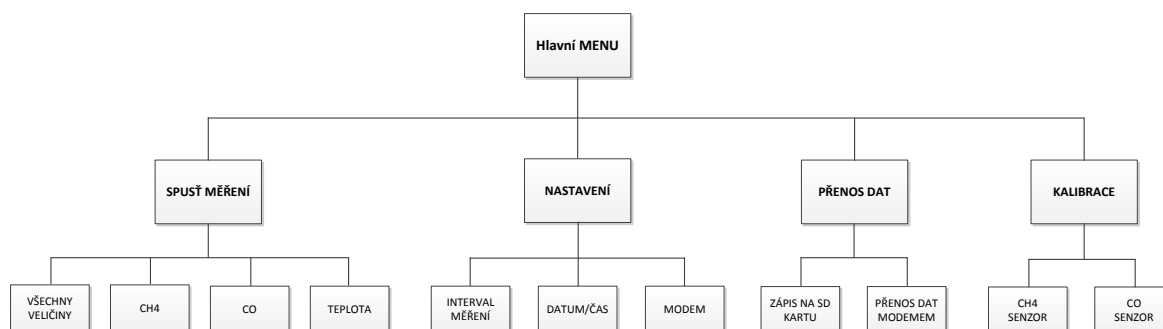 Hlavní MENU
SPUSŤ MĚŘENÍ
NASTAVENÍ
PŘENOS DAT
KALIBRACE
VŠECHNY
VELIČINY
CH4
CO
TEPLOTA
INTERVAL
MĚŘENÍ
DATUM/ČAS
MODEM
ZÁPIS NA SD
KARTU
PŘENOS DAT
MODEMEM
CH4
SENZOR
CO
SENZOR